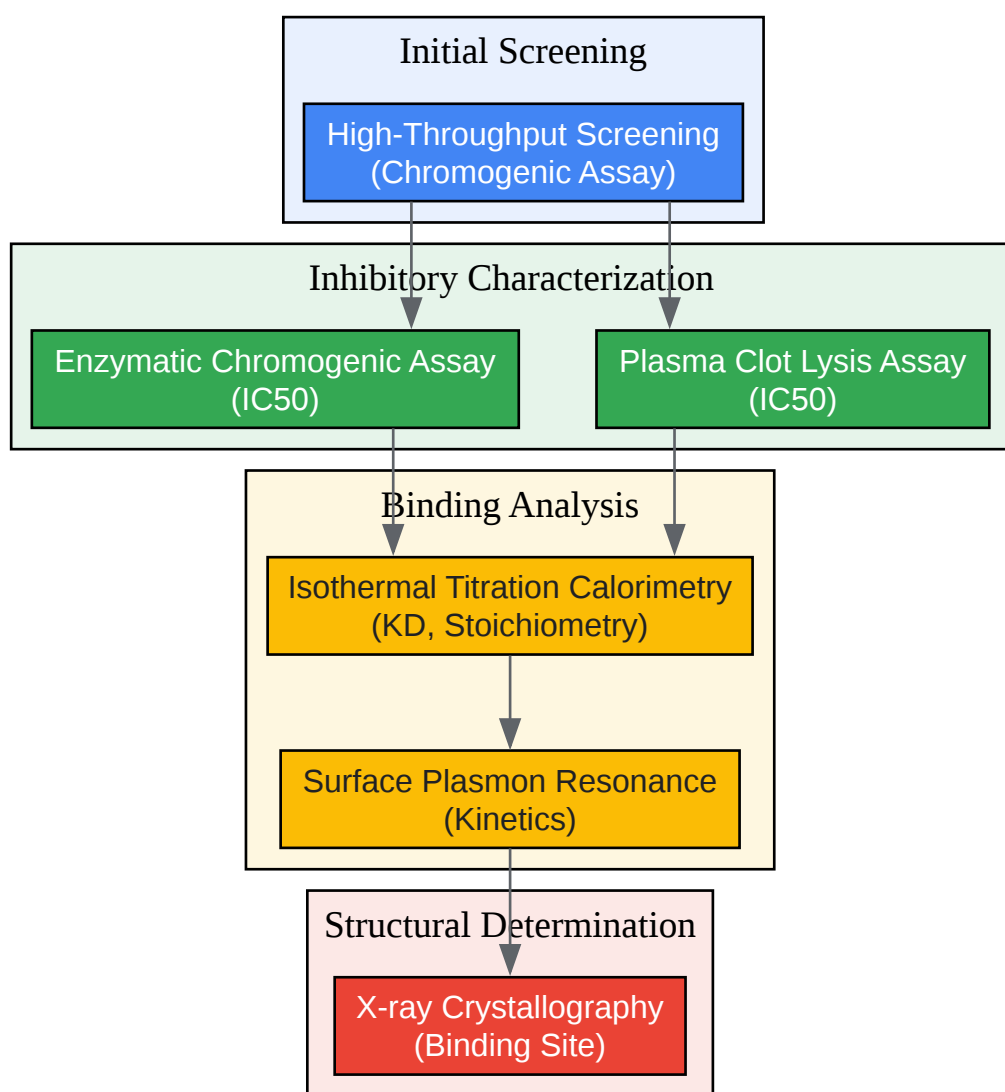 Initial Screening
High-Throughput Screening
(Chromogenic Assay)
Inhibitory Characterization
Enzymatic Chromogenic Assay
(IC50)
Plasma Clot Lysis Assay
(IC50)
Binding Analysis
Isothermal Titration Calorimetry
(KD, Stoichiometry)
Surface Plasmon Resonance
(Kinetics)
Structural Determination
X-ray Crystallography
(Binding Site)